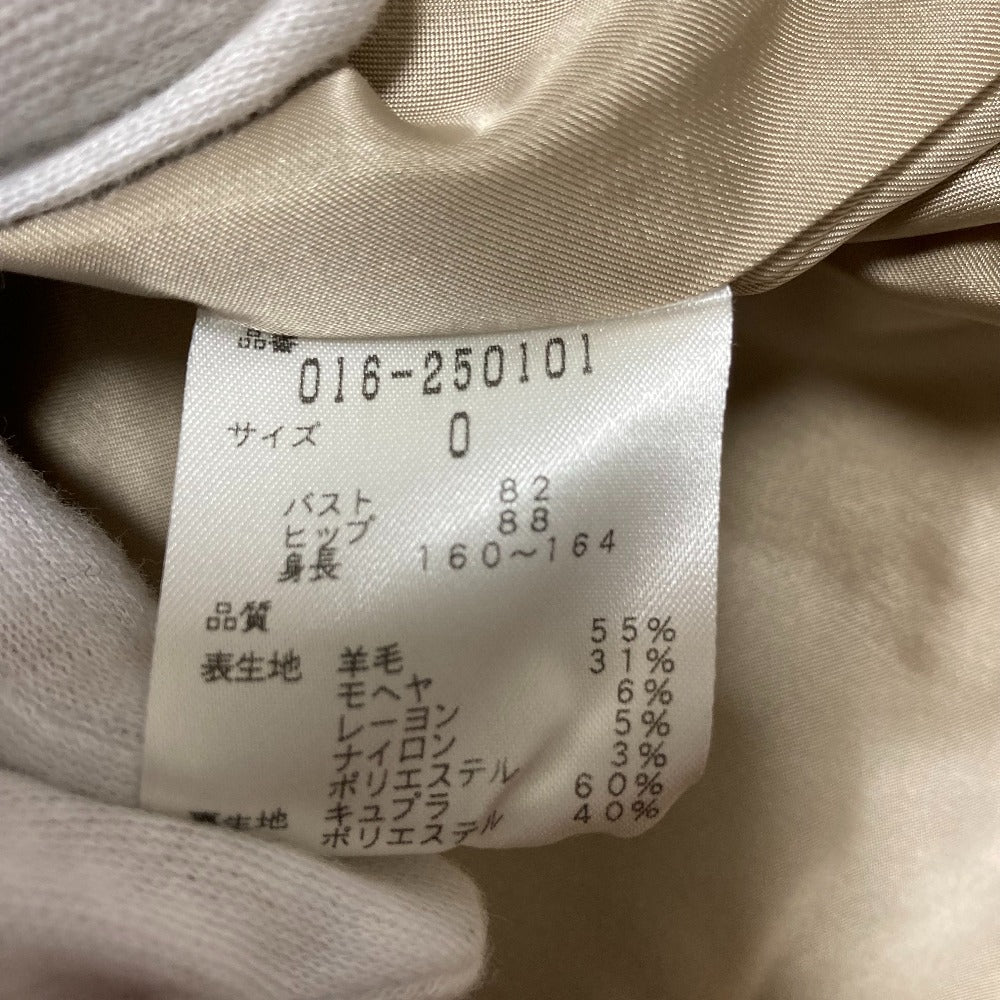 品番
016-250101
サイズ 0
バスト 82
ヒップ 88
身長 160～164
品質
表生地 羊毛 55%
モヘヤ 31%
レーヨン 6%
ナイロン 5%
ポリエステル 3%
裏生地 キュプラ 60%
ポリエステル 40%